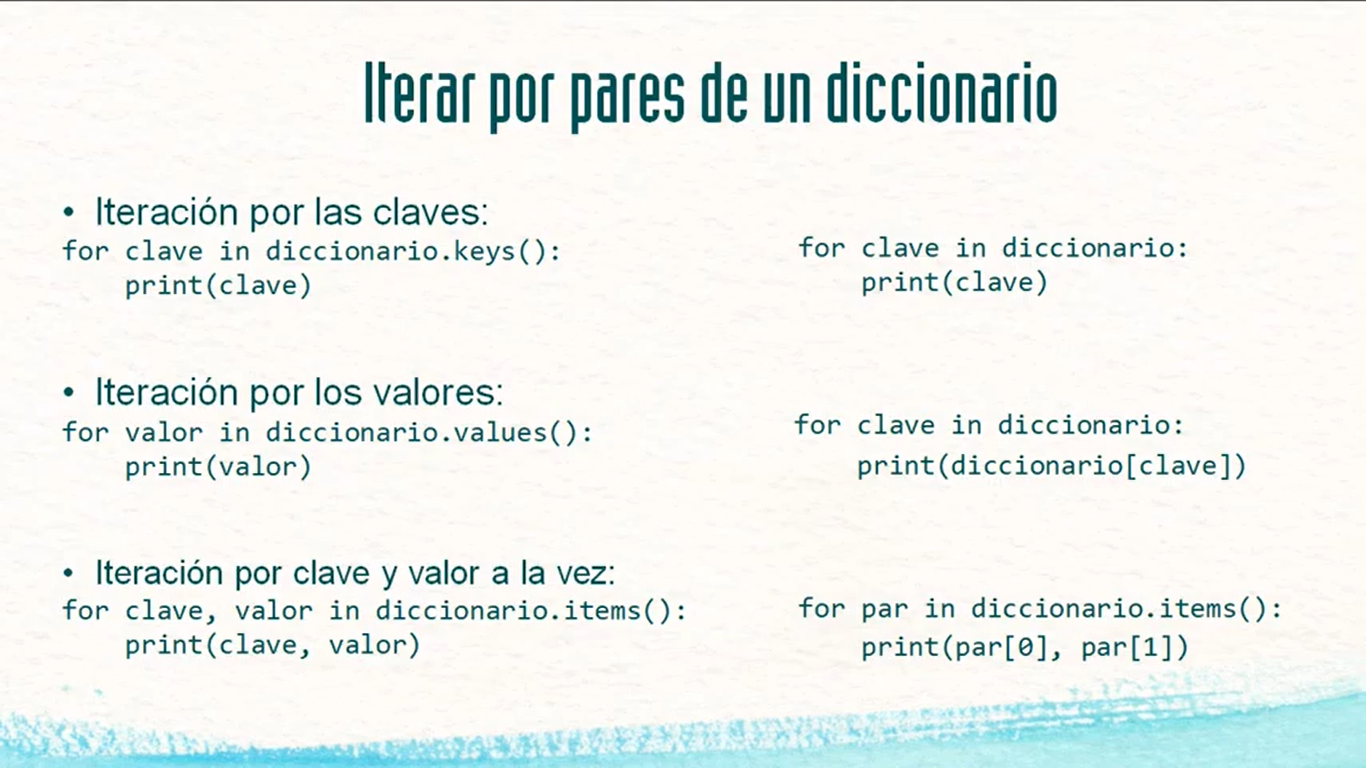 Iterar por pares de un diccionario
• Iteración por las claves:
for clave in diccionario.keys():
    print(clave)
for clave in diccionario:
    print(clave)
• Iteración por los valores:
for valor in diccionario.values():
    print(valor)
for clave in diccionario:
    print(diccionario[clave])
• Iteración por clave y valor a la vez:
for clave, valor in diccionario.items():
    print(clave, valor)
for par in diccionario.items():
    print(par[0], par[1])